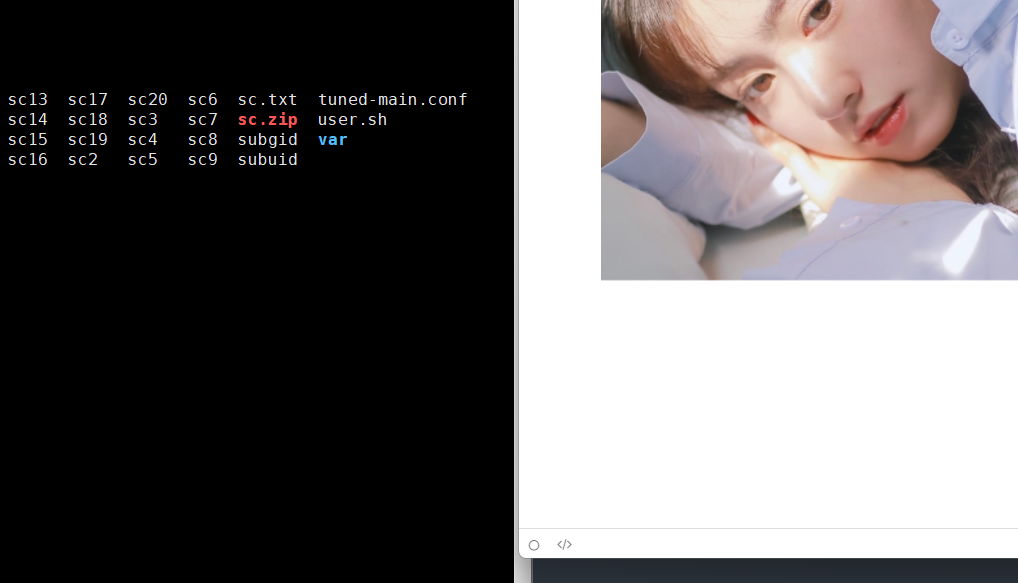 sc13 sc17 sc20 sc6 sc.txt tuned-main.conf
sc14 sc18 sc3 sc7 sc.zip user.sh
sc15 sc19 sc4 sc8 subgid var
sc16 sc2 sc5 sc9 subuid
</>